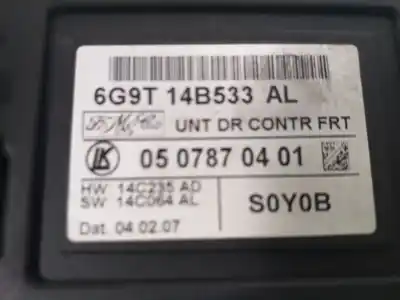 6G9T 14B533 AL
UNT DR CONTR FRT
LK 05 0787 04 01
HW 14C235 AD
SW 14C064 AL
S0Y0B
Dat. 04.02.07